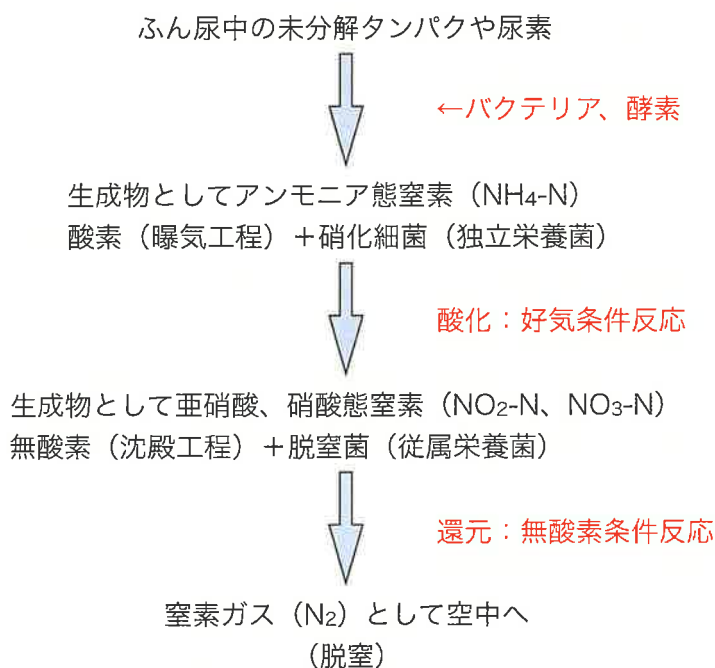 ふん尿中の未分解タンパクや尿素
←バクテリア、酵素
生成物としてアンモニア態窒素（NH4-N）
酸素（曝気工程）＋硝化細菌（独立栄養菌）
酸化：好気条件反応
生成物として亜硝酸、硝酸態窒素（NO2-N、NO3-N）
無酸素（沈殿工程）＋脱窒菌（従属栄養菌）
還元：無酸素条件反応
窒素ガス（N2）として空中へ
（脱窒）